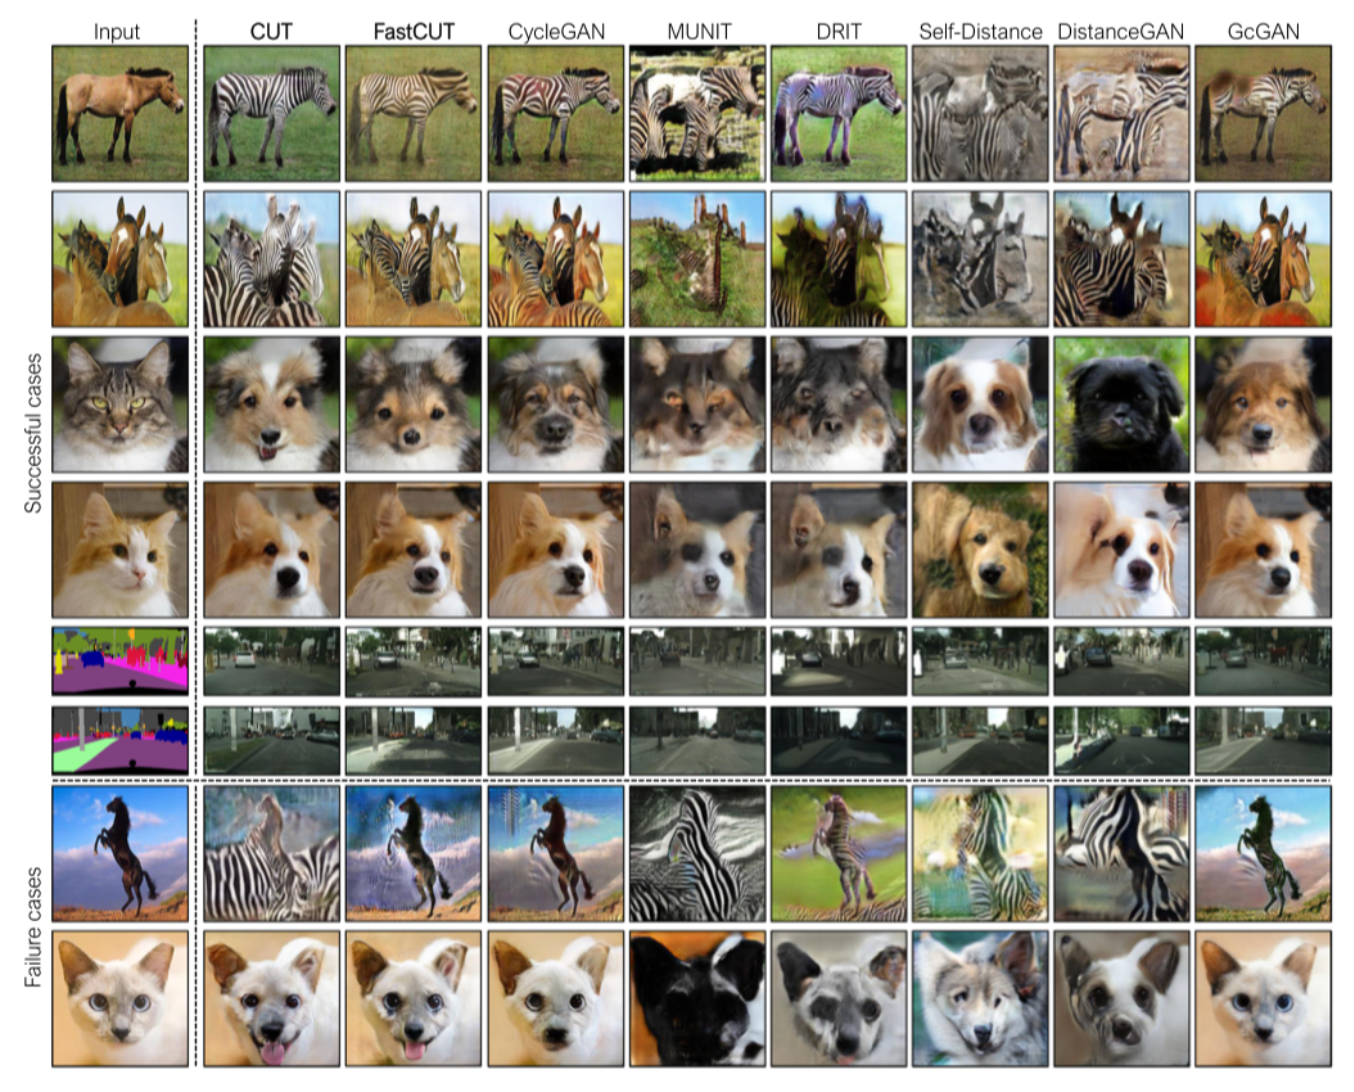 Input CUT FastCUT CycleGAN MUNIT DRIT Self-Distance DistanceGAN GcGAN
Successful cases
Failure cases